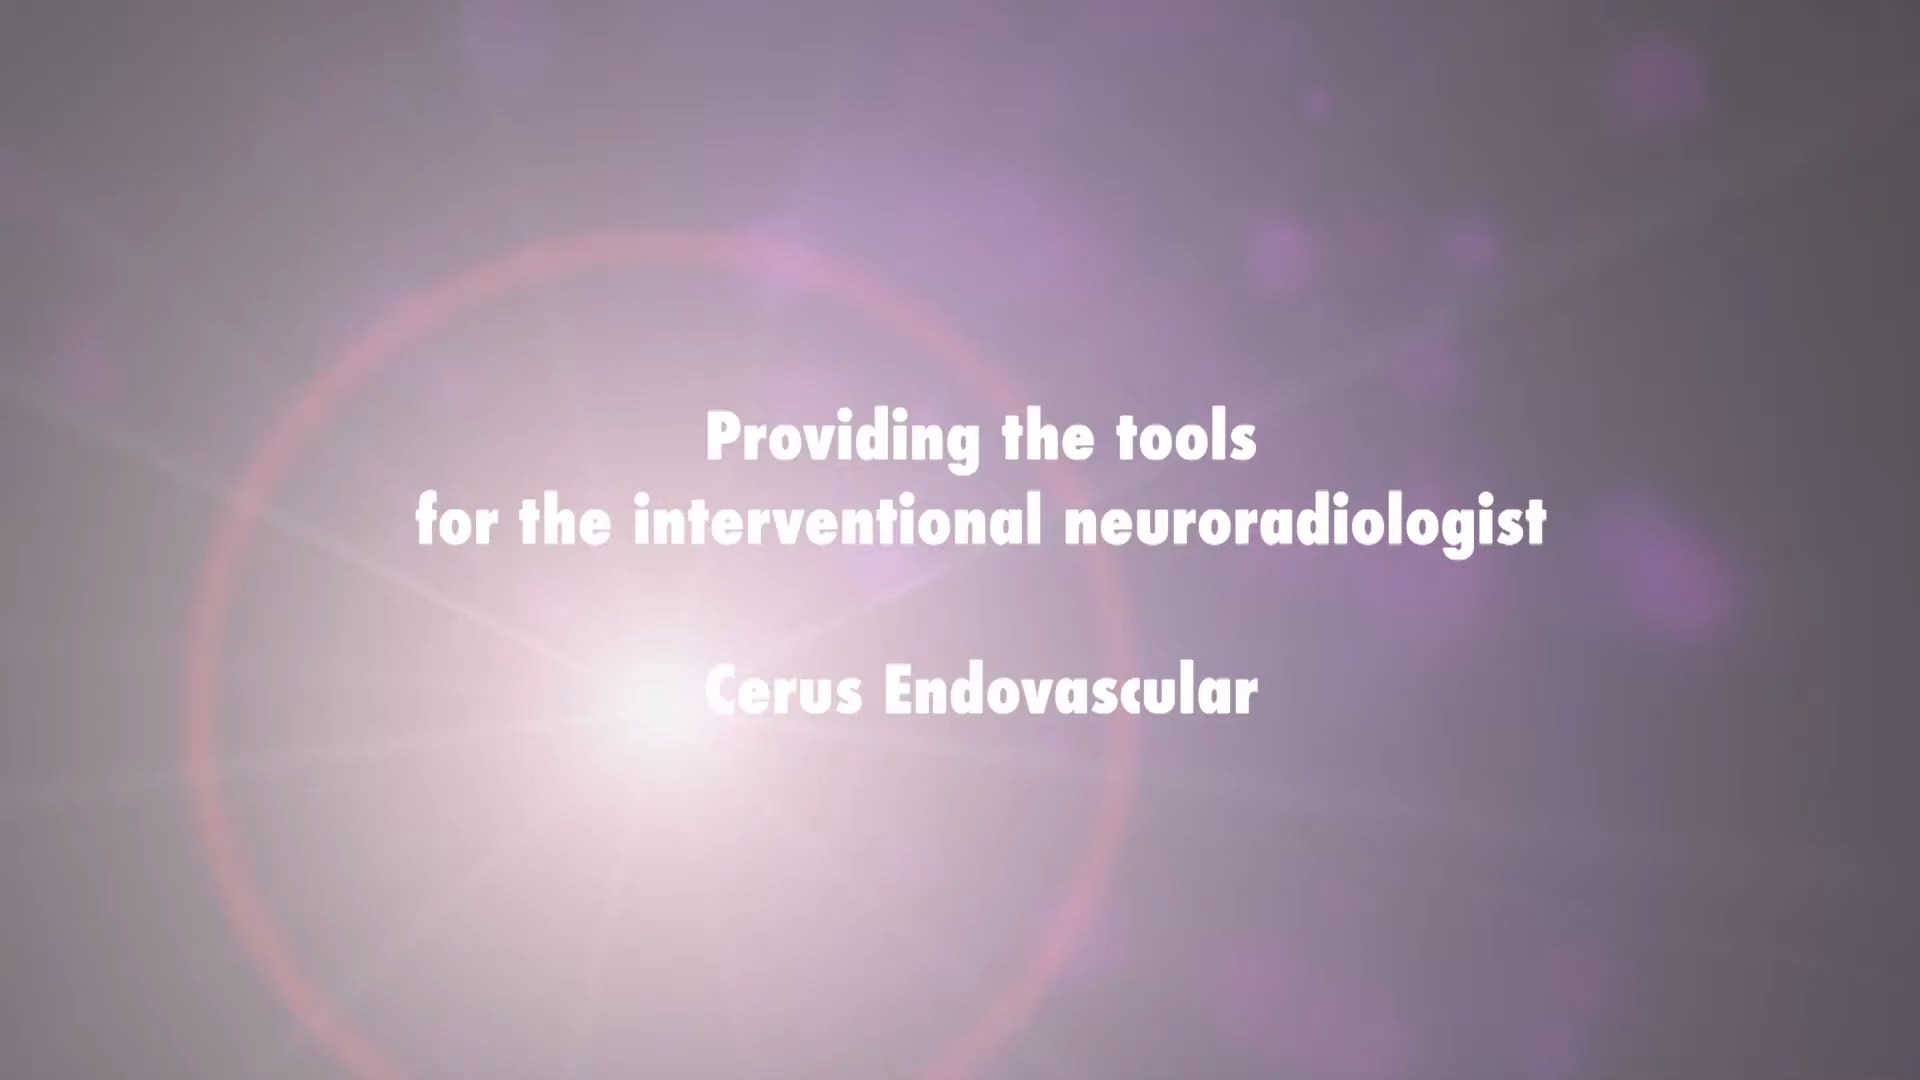 Providing the tools
for the interventional neuroradiologist
Cerus Endovascular